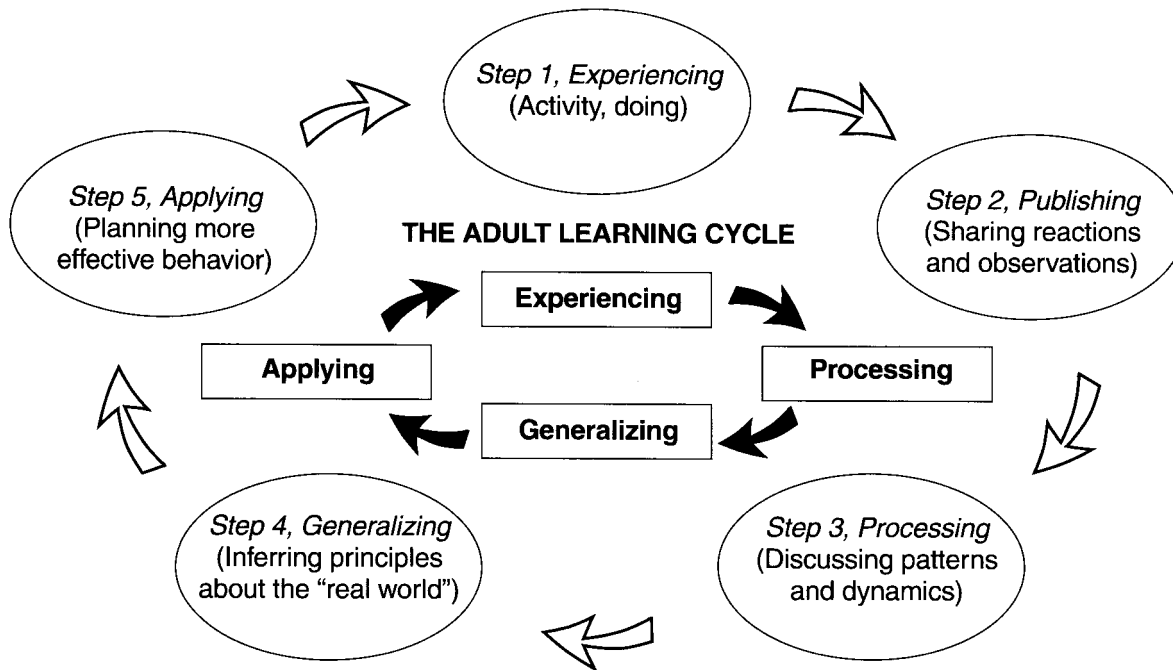 Step 1, Experiencing
(Activity, doing)
Step 2, Publishing
(Sharing reactions
and observations)
Step 3, Processing
(Discussing patterns
and dynamics)
Step 4, Generalizing
(Inferring principles
about the “real world”)
Step 5, Applying
(Planning more
effective behavior)
THE ADULT LEARNING CYCLE
Experiencing
Processing
Generalizing
Applying